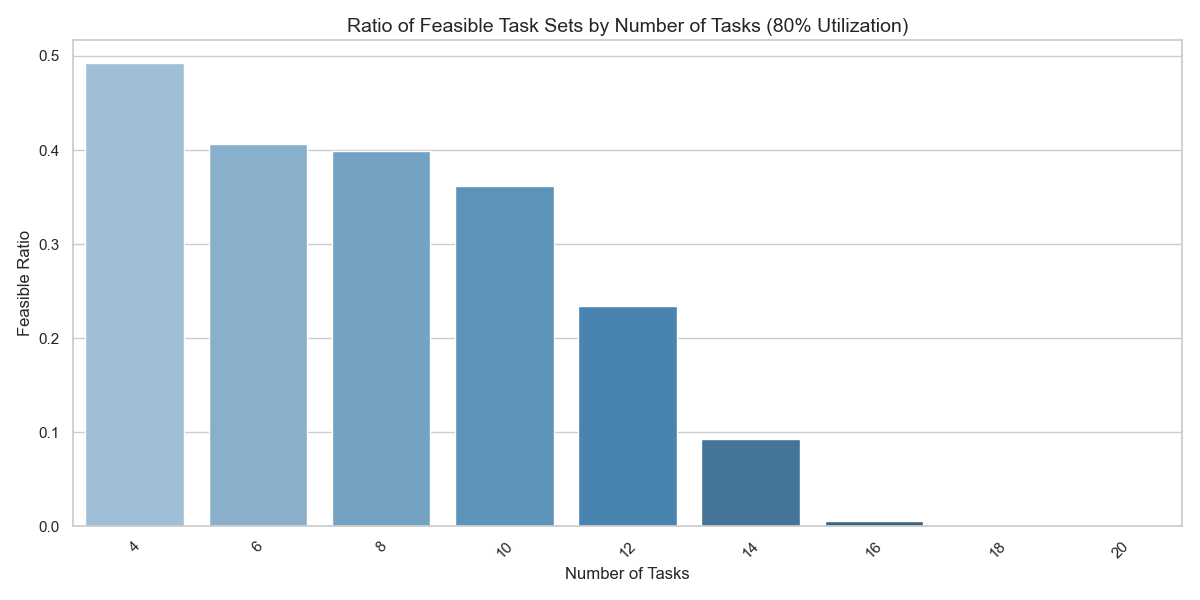 Ratio of Feasible Task Sets by Number of Tasks (80% Utilization)
0.5
0.4
0.3
0.2
0.1
0.0
Feasible Ratio
4 6 8 10 12 14 16 18 20
Number of Tasks